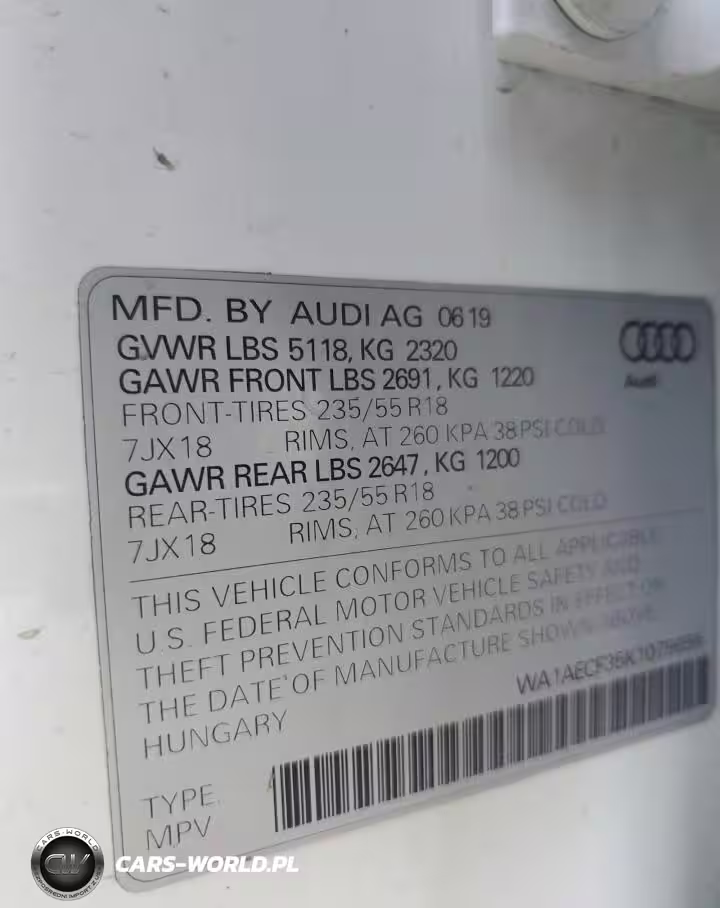 MFD. BY AUDI AG 0619
GVWR LBS 5118, KG 2320
GAWR FRONT LBS 2691, KG 1220
FRONT-TIRES 235/55 R18
7JX18 RIMS, AT 260 KPA 38 PSI COLD
GAWR REAR LBS 2647, KG 1200
REAR-TIRES 235/55 R18
7JX18 RIMS, AT 260 KPA 38 PSI COLD
Audi
THIS VEHICLE CONFORMS TO ALL APPLICABLE
U.S. FEDERAL MOTOR VEHICLE SAFETY AND
THEFT PREVENTION STANDARDS IN EFFECT ON
THE DATE OF MANUFACTURE SHOWN ABOVE.
HUNGARY
TYPE
MPV
CARS-WORLD
CW
CARS-WORLD.PL